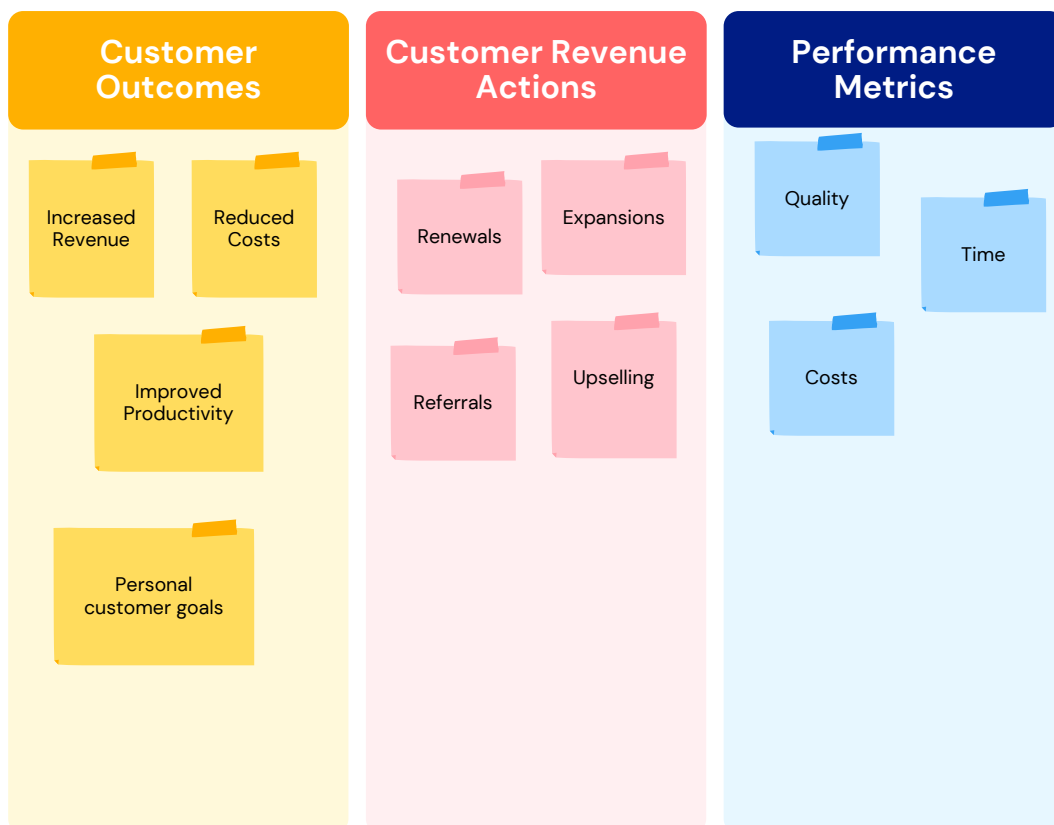 Customer
Outcomes
Increased
Revenue
Reduced
Costs
Improved
Productivity
Personal
customer goals
Customer Revenue
Actions
Renewals
Expansions
Referrals
Upselling
Performance
Metrics
Quality
Time
Costs